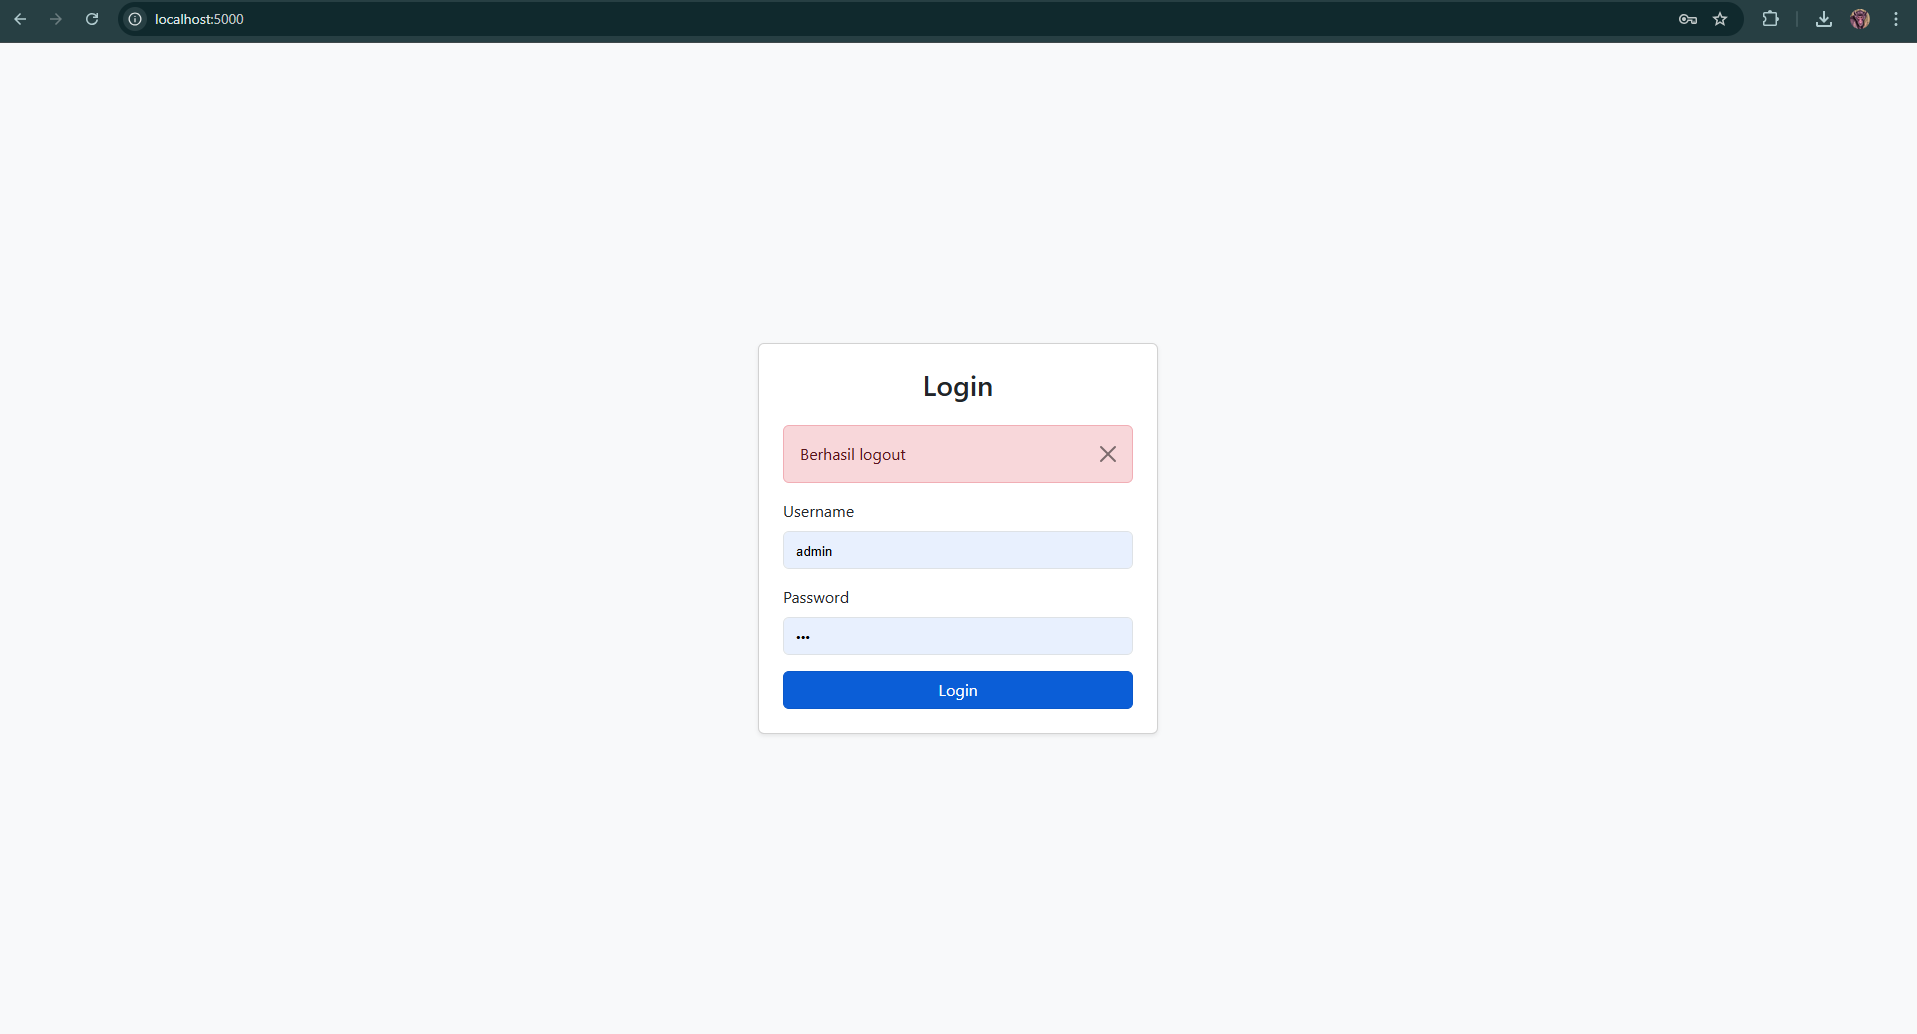 localhost:5000
Login
Berhasil logout
Username
admin
Password
•••
Login